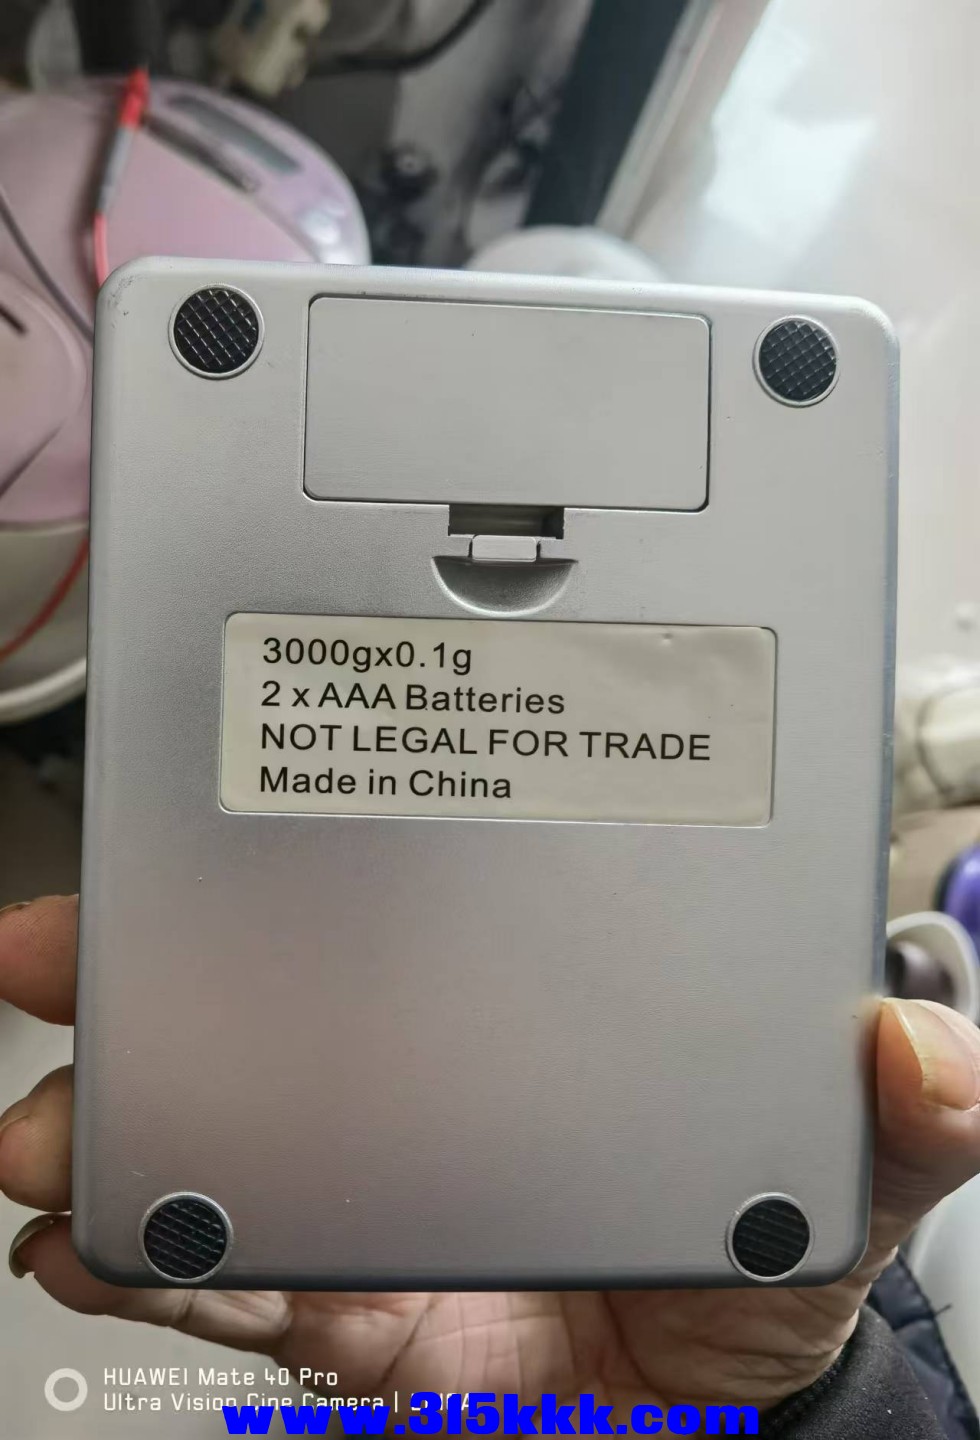 3000gx0.1g
2 x AAA Batteries
NOT LEGAL FOR TRADE
Made in China
HUAWEI Mate 40 Pro
Ultra Vision Cine Camera |
www.315kkk.com